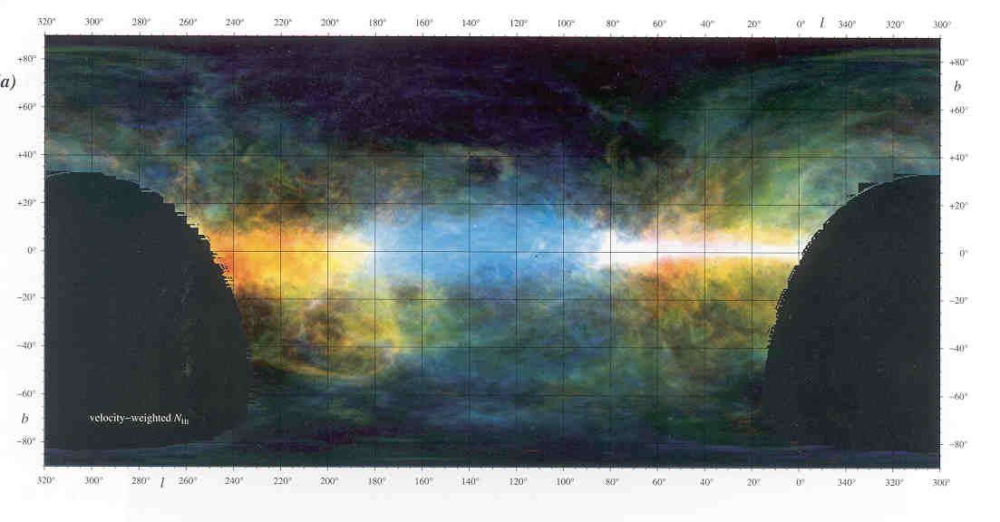 320° 300° 280° 260° 240° 220° 200° 180° 160° 140° 120° 100° 80° 60° 40° 20° 0° l 340° 320° 300°
a)
+80° +80°
b
+60° +60°
+40° +40°
+20° +20°
0° 0°
−20° −20°
−40° −40°
−60° −60°
b velocity−weighted N_HI b
−80° −80°
320° 300° 280° l 260° 240° 220° 200° 180° 160° 140° 120° 100° 80° 60° 40° 20° 0° 340° 320° 300°